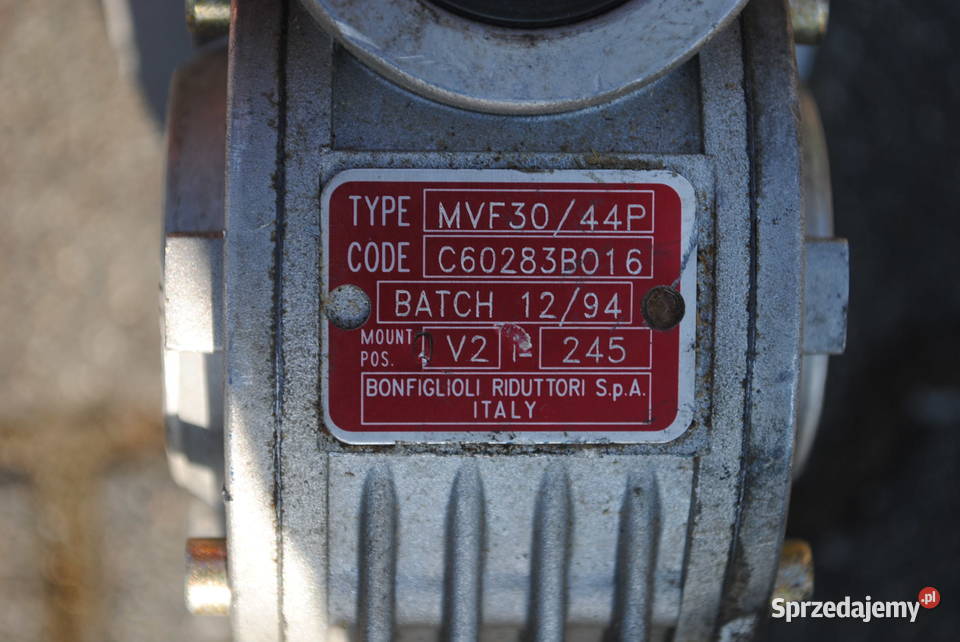 TYPE MVF30/44P
CODE C60283B016
BATCH 12/94
MOUNT POS. V2 i= 245
BONFIGLIOLI RIDUTTORI S.p.A.
ITALY
Sprzedajemy.pl